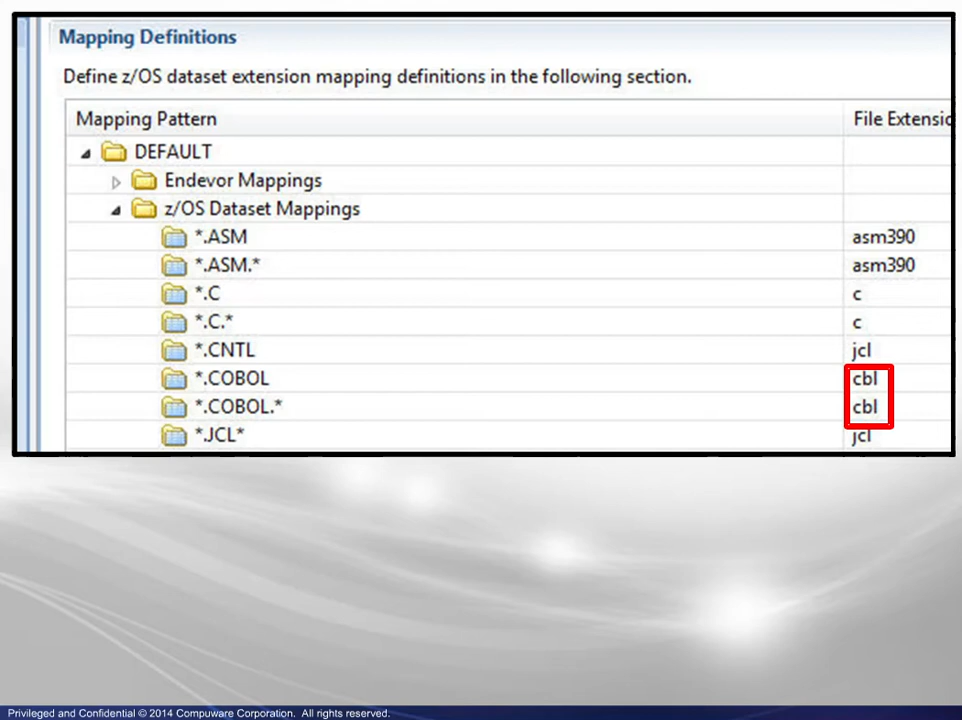 Mapping Definitions
Define z/OS dataset extension mapping definitions in the following section.
Mapping Pattern File Extensio
DEFAULT
Endevor Mappings
z/OS Dataset Mappings
*.ASM asm390
*.ASM.* asm390
*.C c
*.C.* c
*.CNTL jcl
*.COBOL cbl
*.COBOL.* cbl
*.JCL* jcl
Privileged and Confidential © 2014 Compuware Corporation. All rights reserved.